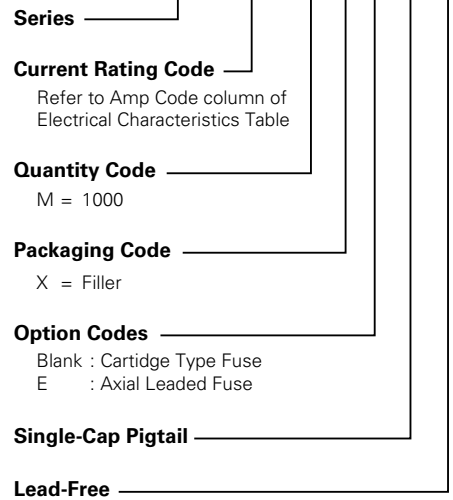 Series
Current Rating Code
Refer to Amp Code column of
Electrical Characteristics Table
Quantity Code
M = 1000
Packaging Code
X = Filler
Option Codes
Blank : Cartidge Type Fuse
E : Axial Leaded Fuse
Single-Cap Pigtail
Lead-Free